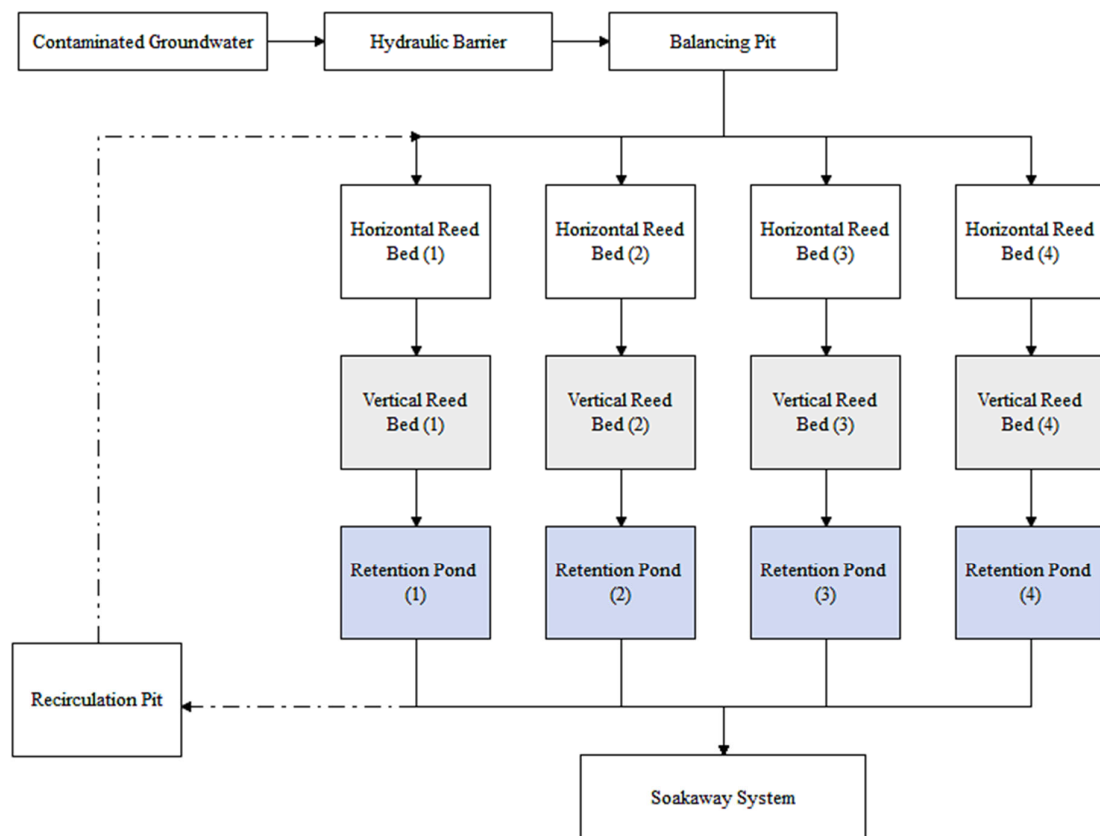 Contaminated Groundwater
Hydraulic Barrier
Balancing Pit
Horizontal Reed
Bed (1)
Horizontal Reed
Bed (2)
Horizontal Reed
Bed (3)
Horizontal Reed
Bed (4)
Vertical Reed
Bed (1)
Vertical Reed
Bed (2)
Vertical Reed
Bed (3)
Vertical Reed
Bed (4)
Retention Pond
(1)
Retention Pond
(2)
Retention Pond
(3)
Retention Pond
(4)
Recirculation Pit
Soakaway System